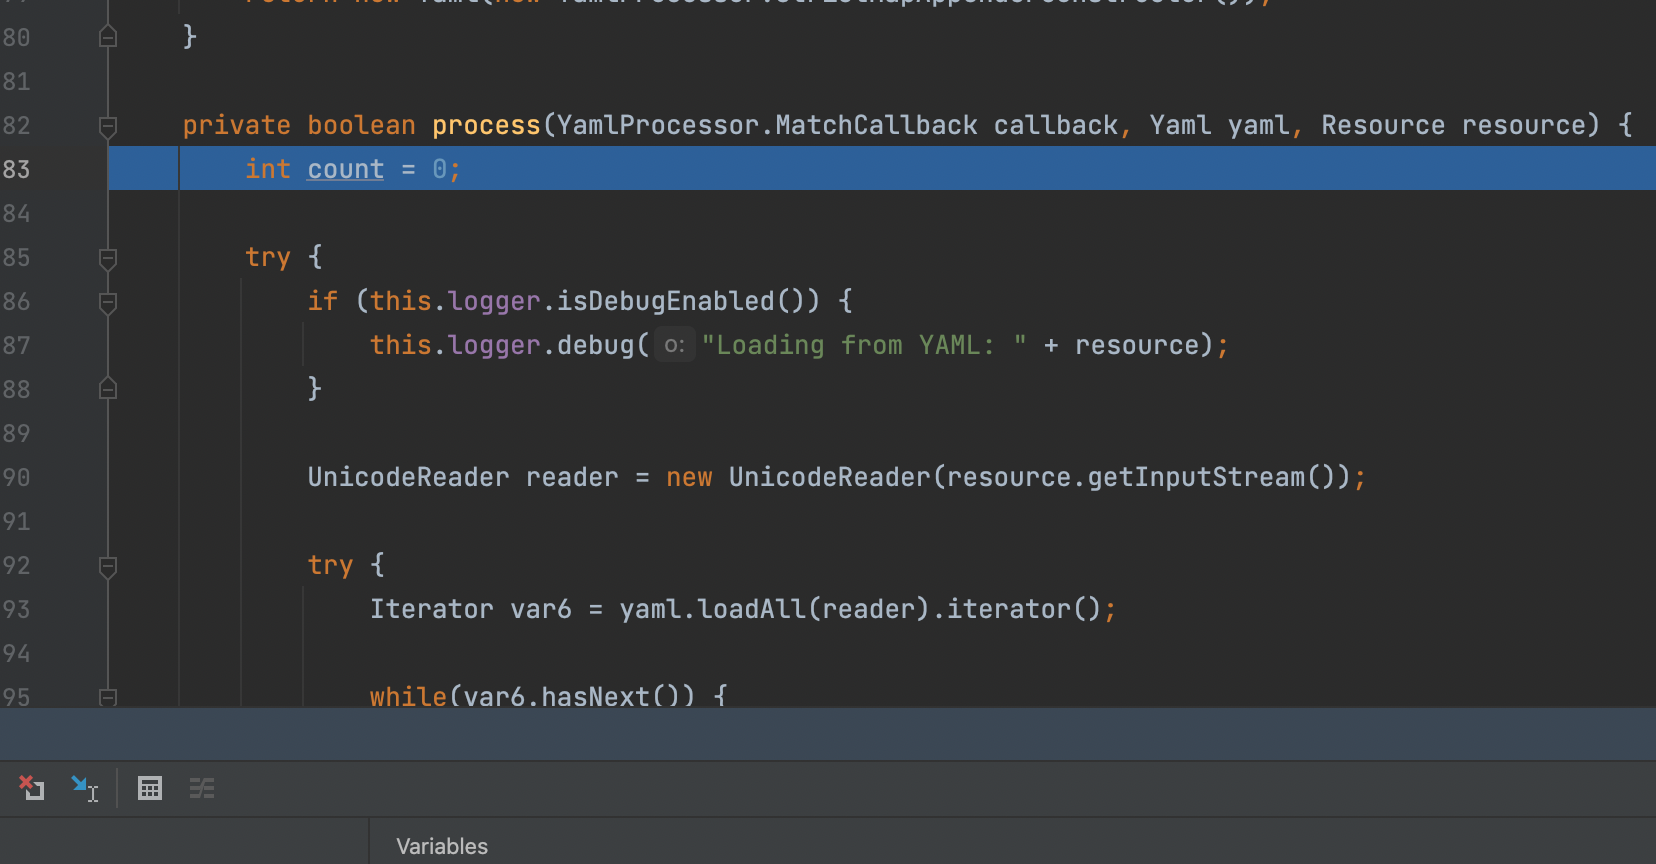 80 }
81
82 private boolean process(YamlProcessor.MatchCallback callback, Yaml yaml, Resource resource) {
83 int count = 0;
84
85 try {
86 if (this.logger.isDebugEnabled()) {
87 this.logger.debug( o: "Loading from YAML: " + resource);
88 }
89
90 UnicodeReader reader = new UnicodeReader(resource.getInputStream());
91
92 try {
93 Iterator var6 = yaml.loadAll(reader).iterator();
94
95 while(var6.hasNext()) {
Variables